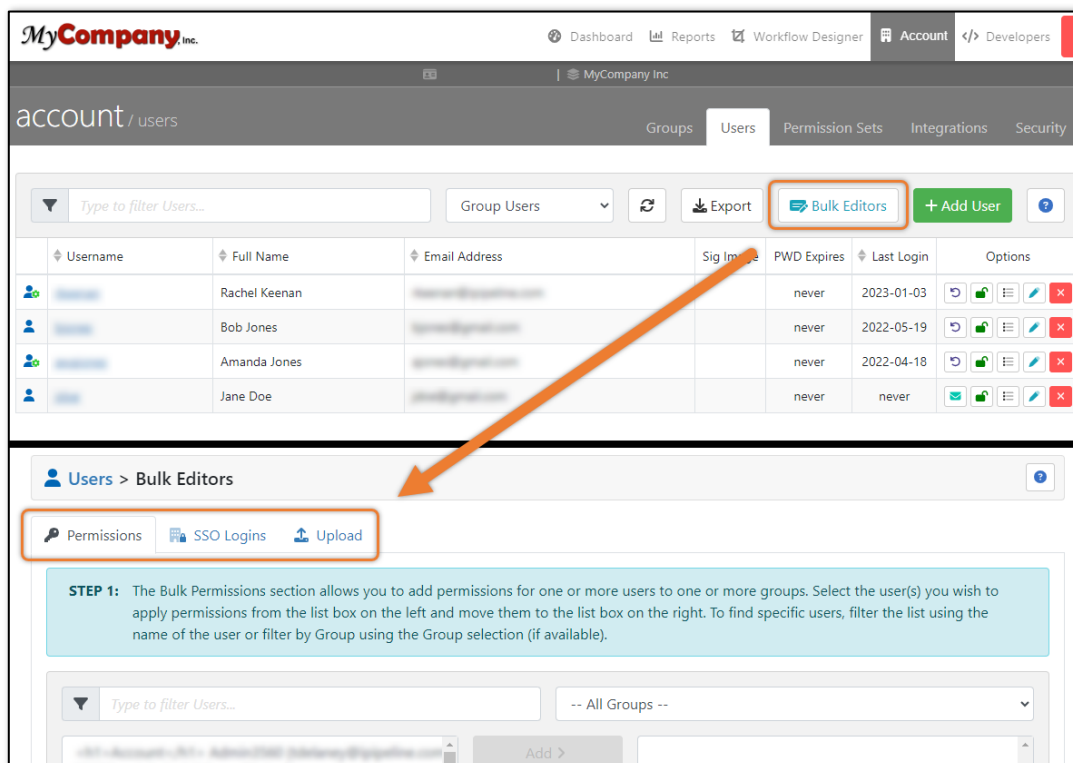 MyCompany, Inc.
Dashboard Reports Workflow Designer Account </> Developers
| MyCompany Inc
account / users
Groups Users Permission Sets Integrations Security
Type to filter Users... Group Users Export Bulk Editors + Add User ?
Username Full Name Email Address Sig Image PWD Expires Last Login Options
Rachel Keenan never 2023-01-03
Bob Jones never 2022-05-19
Amanda Jones never 2022-04-18
Jane Doe never never
Users > Bulk Editors ?
Permissions SSO Logins Upload
STEP 1: The Bulk Permissions section allows you to add permissions for one or more users to one or more groups. Select the user(s) you wish to
apply permissions from the list box on the left and move them to the list box on the right. To find specific users, filter the list using the
name of the user or filter by Group using the Group selection (if available).
Type to filter Users... -- All Groups --
Add >